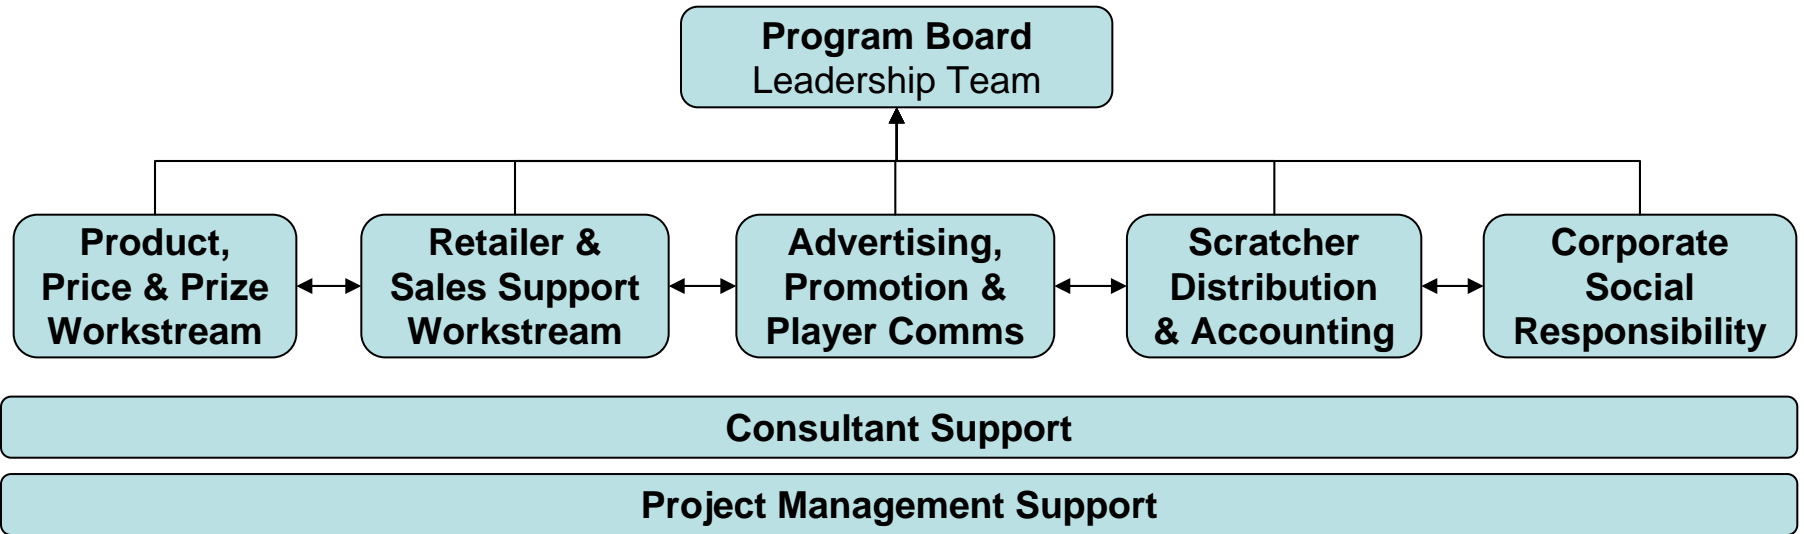 Program Board
Leadership Team
Product,
Price & Prize
Workstream
Retailer &
Sales Support
Workstream
Advertising,
Promotion &
Player Comms
Scratcher
Distribution
& Accounting
Corporate
Social
Responsibility
Consultant Support
Project Management Support